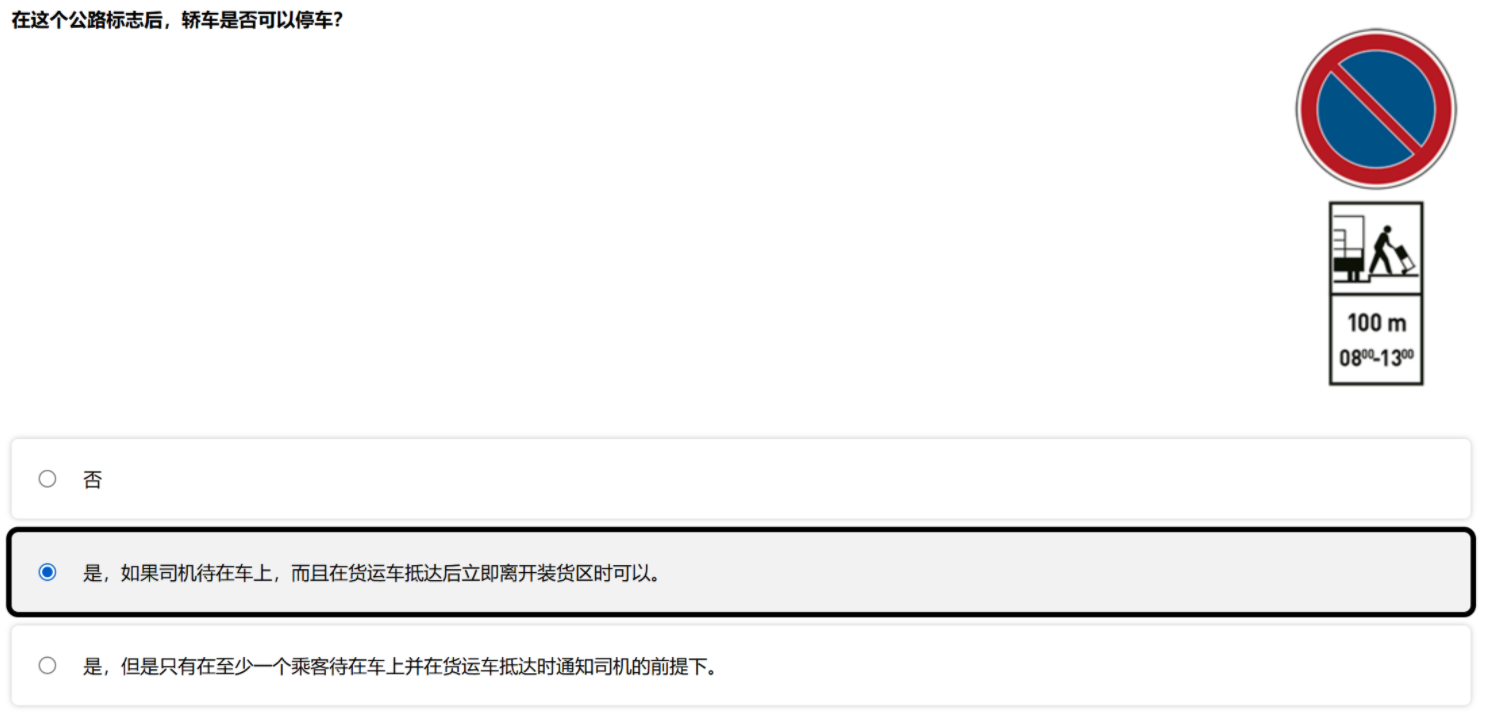 在这个公路标志后，轿车是否可以停车？
100 m
08⁰⁰-13⁰⁰
否
是，如果司机待在车上，而且在货运车抵达后立即离开装货区时可以。
是，但是只有在至少一个乘客待在车上并在货运车抵达时通知司机的前提下。